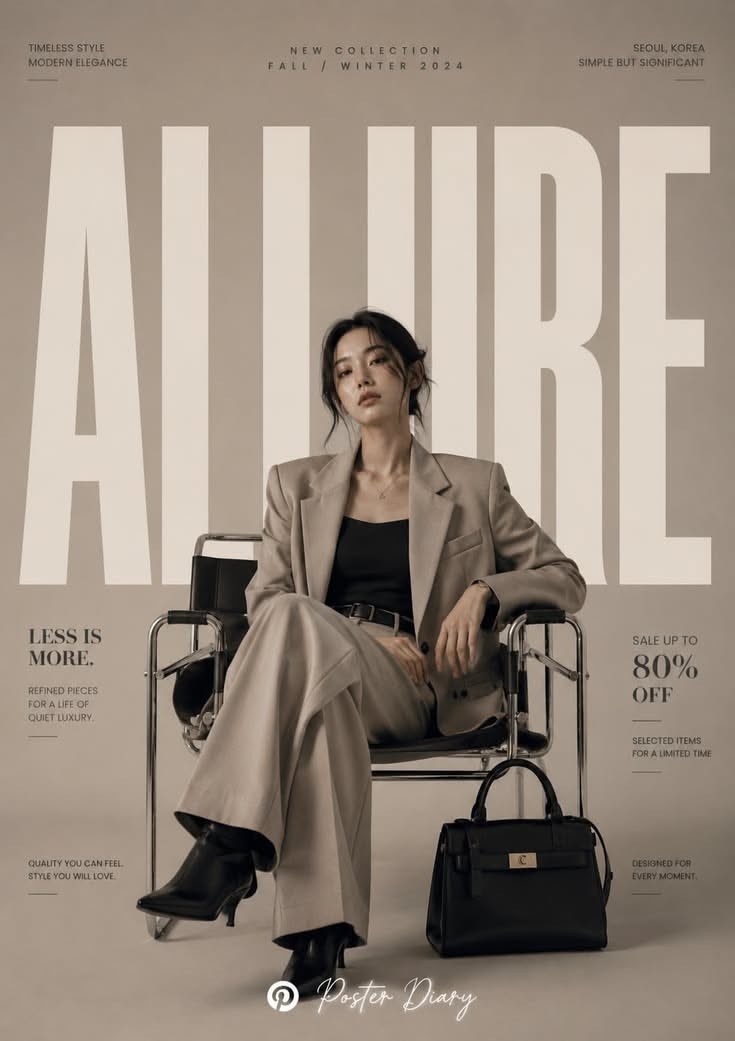 TIMELESS STYLE
MODERN ELEGANCE
NEW COLLECTION
FALL / WINTER 2024
SEOUL, KOREA
SIMPLE BUT SIGNIFICANT
ALLURE
LESS IS
MORE.
REFINED PIECES
FOR A LIFE OF
QUIET LUXURY.
SALE UP TO
80%
OFF
SELECTED ITEMS
FOR A LIMITED TIME
QUALITY YOU CAN FEEL.
STYLE YOU WILL LOVE.
DESIGNED FOR
EVERY MOMENT.
Poster Diary